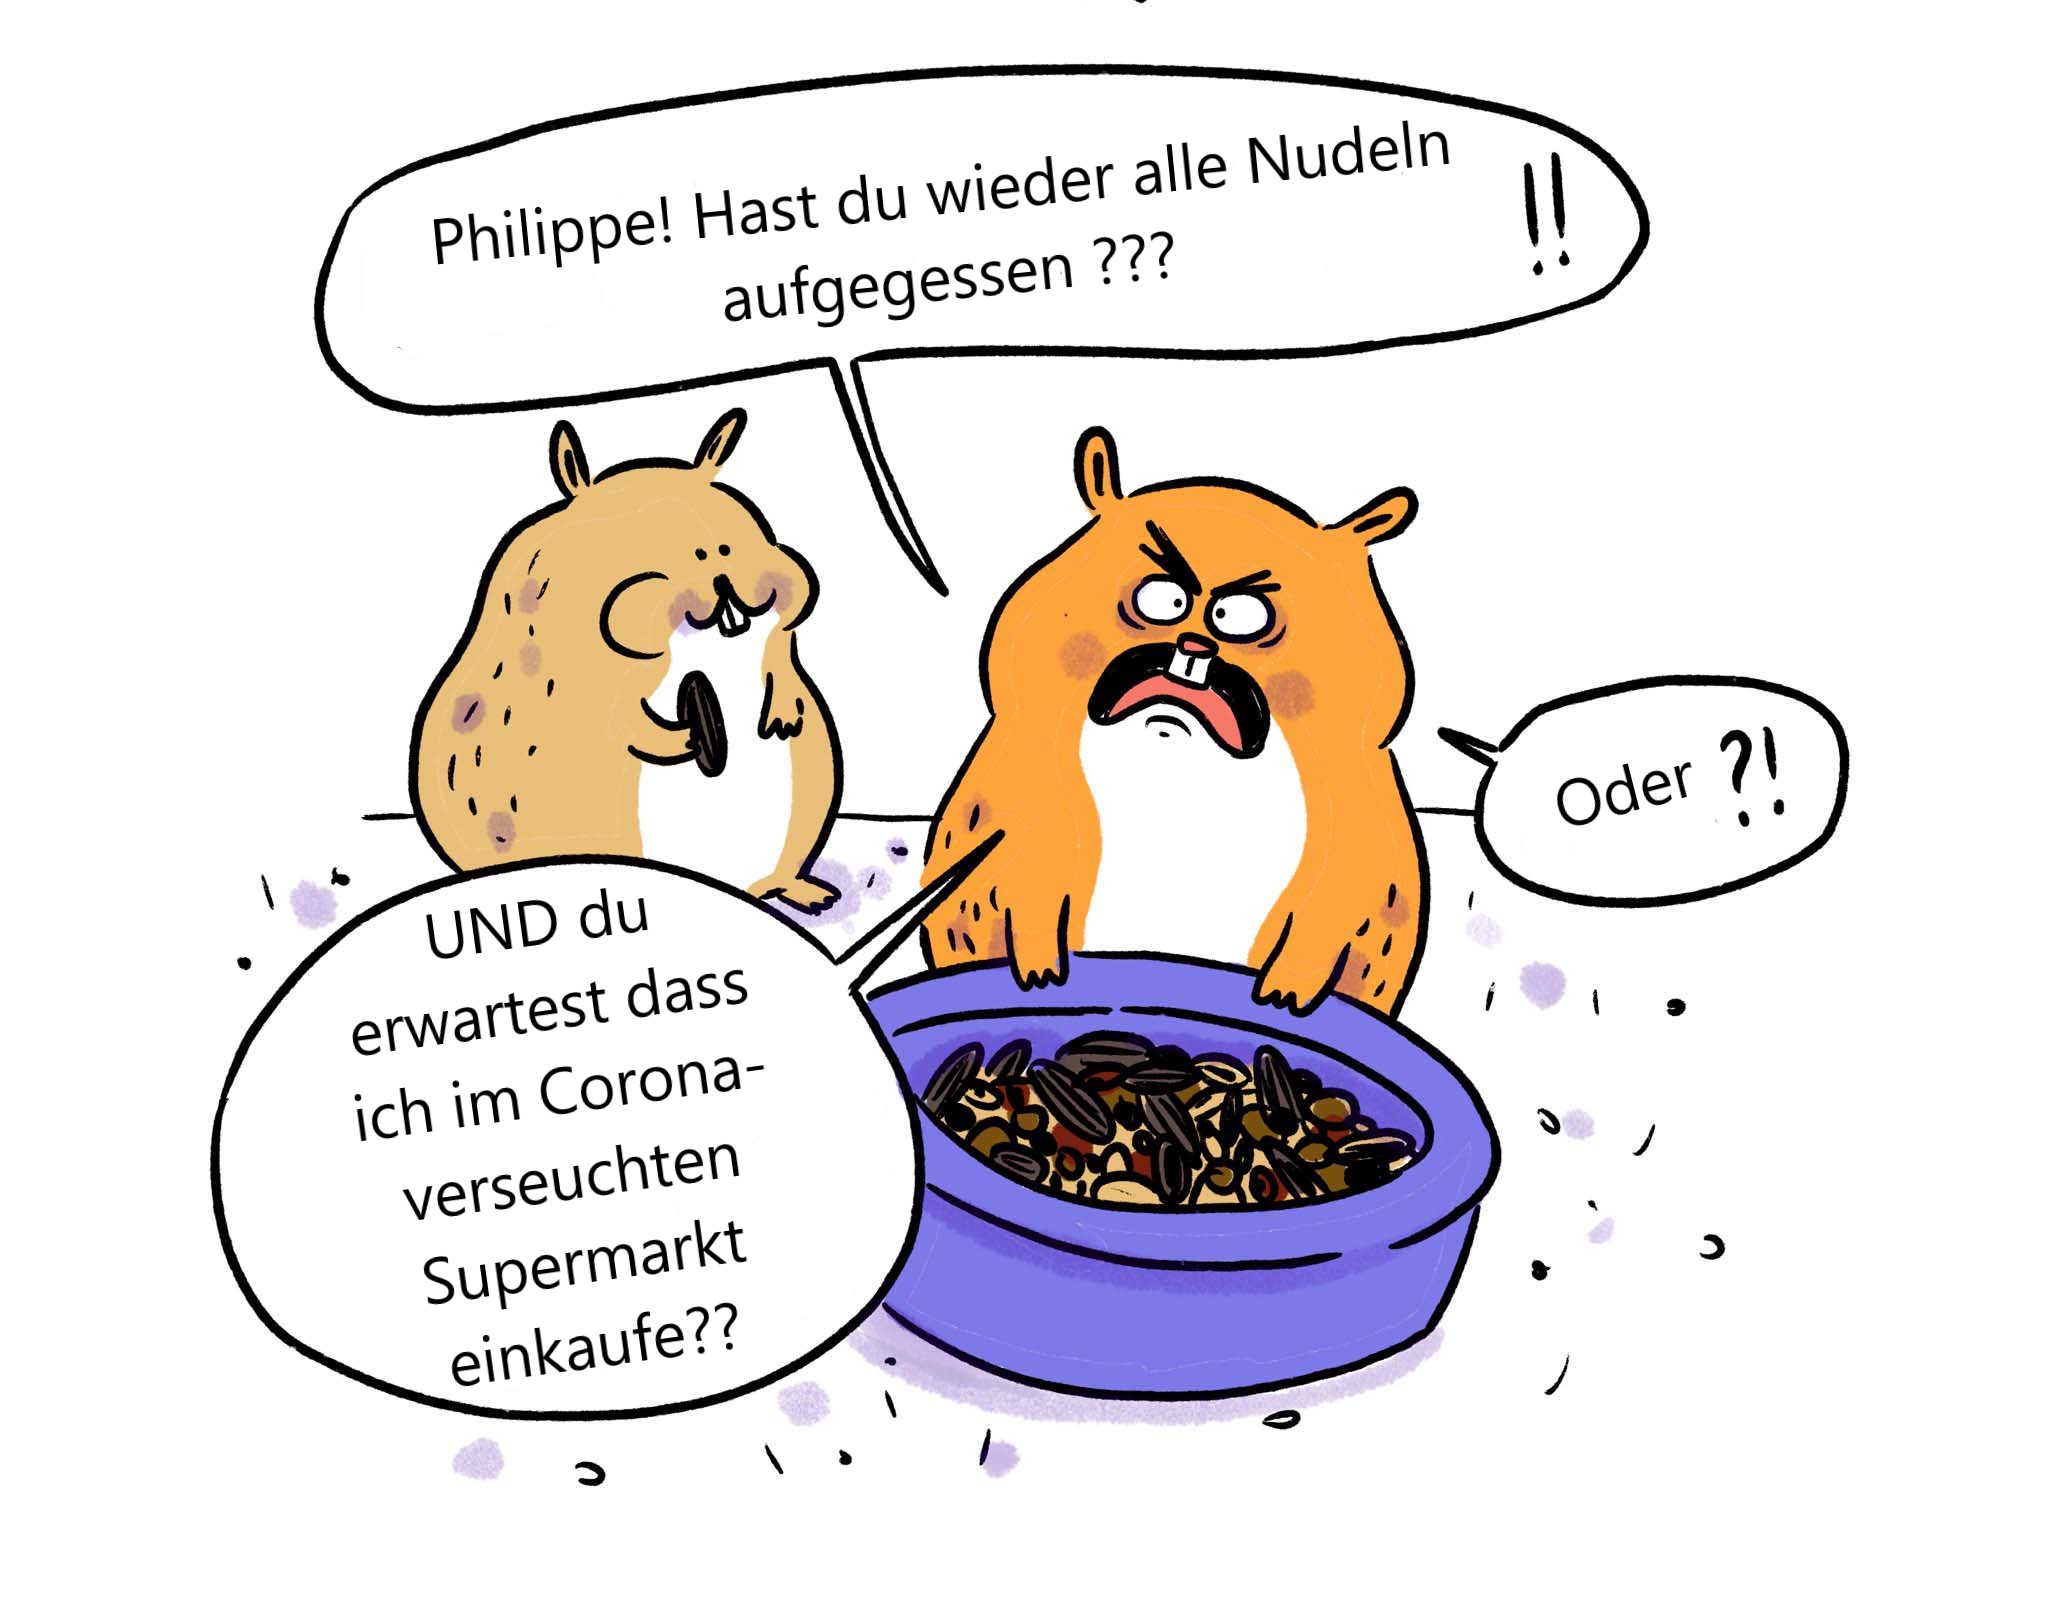 Philippe! Hast du wieder alle Nudeln
aufgegessen ??? !!
Oder ?!
UND du
erwartest dass
ich im Corona-
verseuchten
Supermarkt
einkaufe??